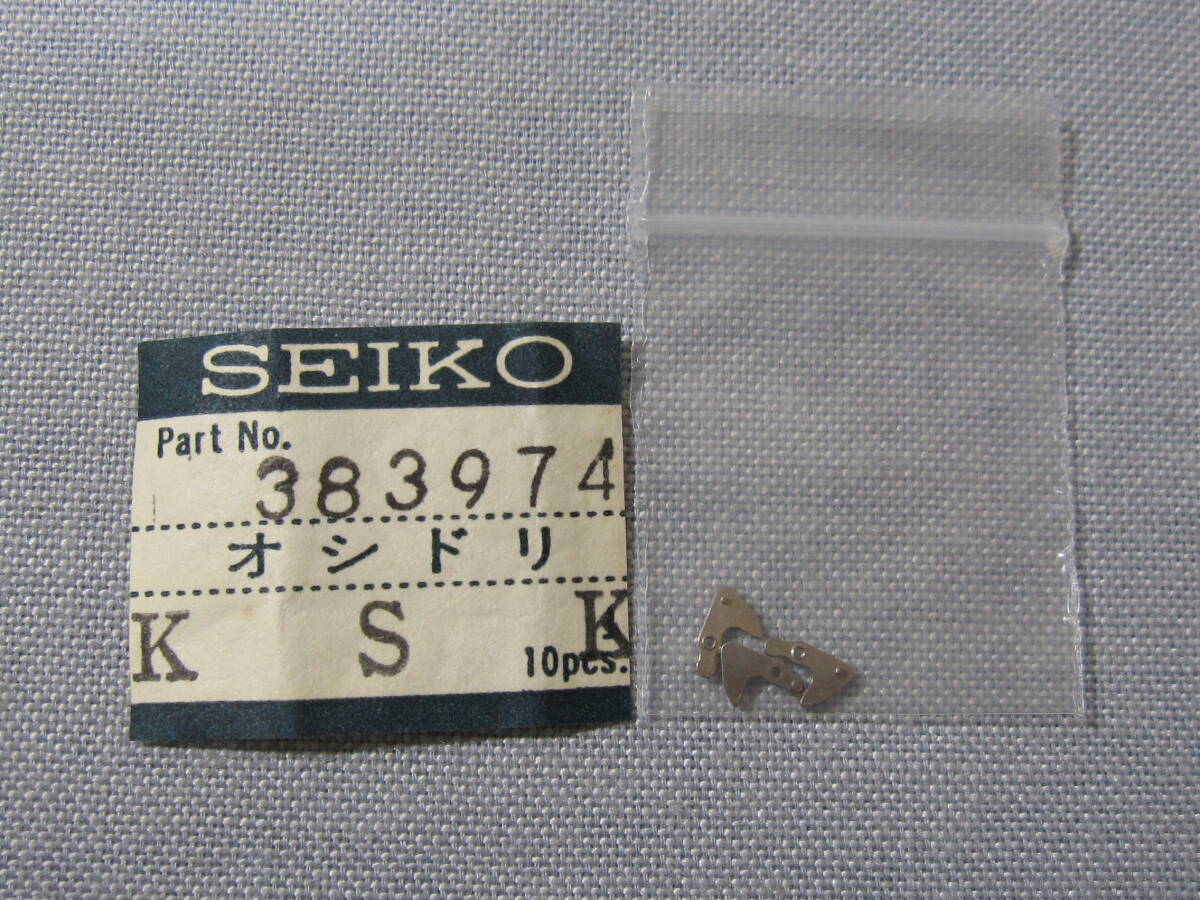 SEIKO
Part No.
383974
オシドリ
K S K
10pcs.